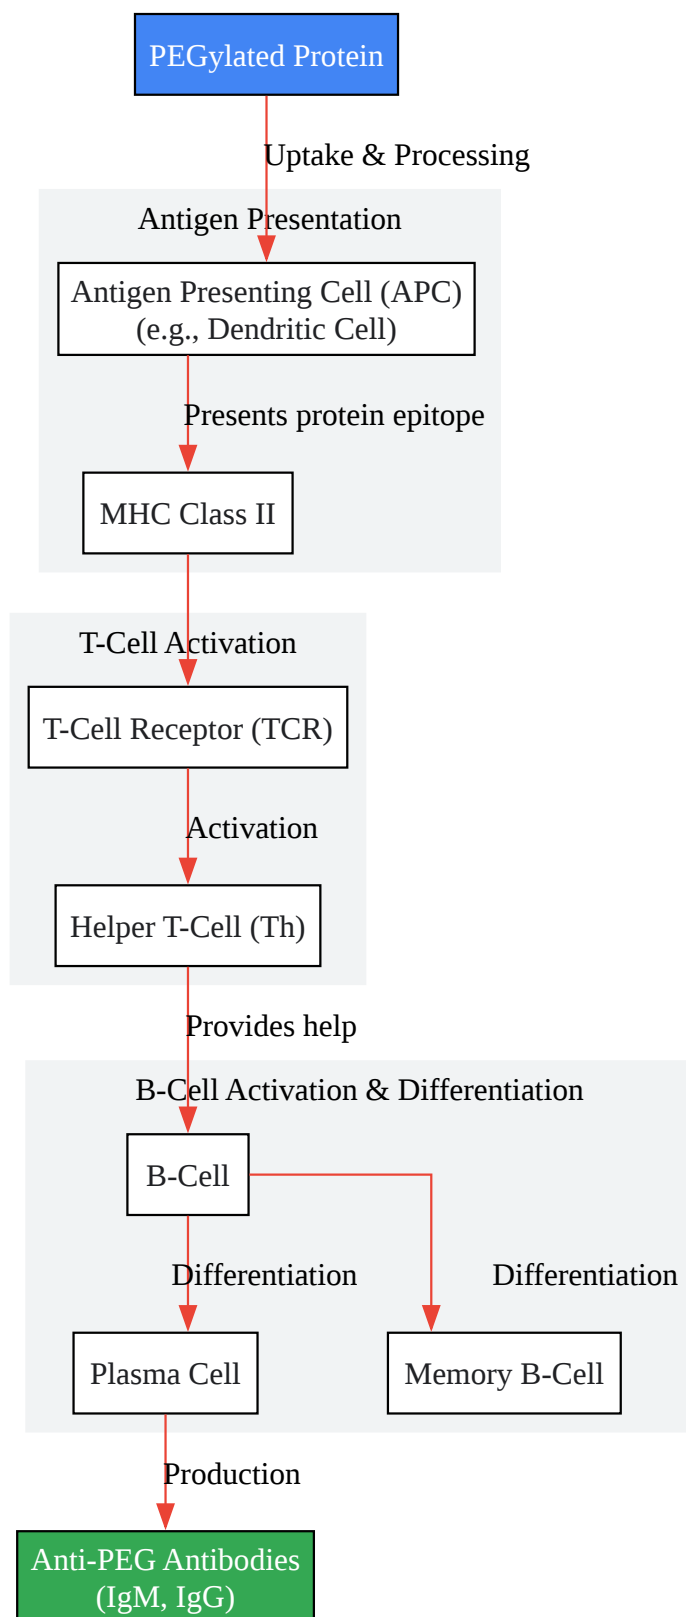 PEGylated Protein
Uptake & Processing
Antigen Presentation
Antigen Presenting Cell (APC)
(e.g., Dendritic Cell)
Presents protein epitope
MHC Class II
T-Cell Activation
T-Cell Receptor (TCR)
Activation
Helper T-Cell (Th)
Provides help
B-Cell Activation & Differentiation
B-Cell
Differentiation
Differentiation
Plasma Cell
Memory B-Cell
Production
Anti-PEG Antibodies
(IgM, IgG)